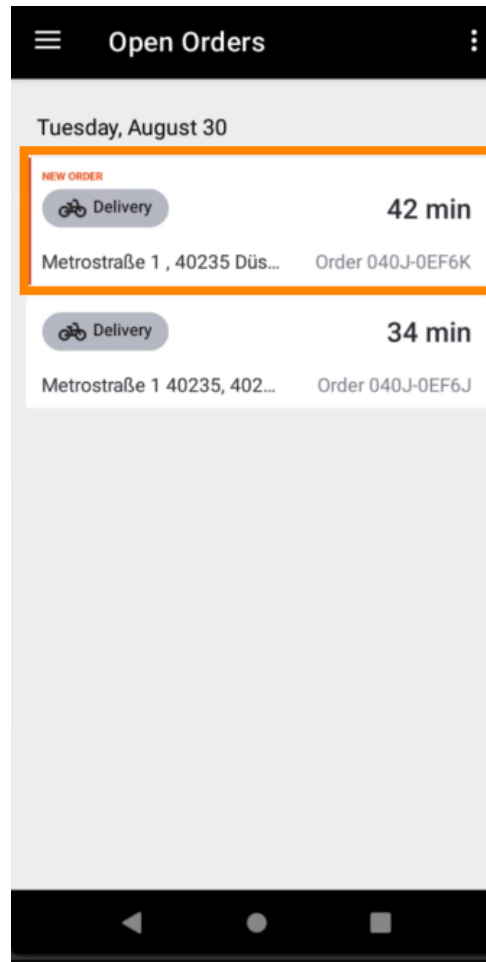 Open Orders
Tuesday, August 30
NEW ORDER
Delivery
42 min
Metrostraße 1 , 40235 Düs... Order 040J-0EF6K
Delivery
34 min
Metrostraße 1 40235, 402... Order 040J-0EF6J